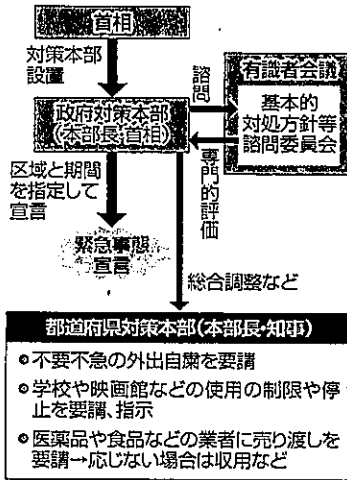 首相
対策本部
設置
政府対策本部
(本部長・首相)
諮問
有識者会議
基本的
対処方針等
諮問委員会
専門的評価
区域と期間
を指定して
宣言
緊急事態
宣言
総合調整など
都道府県対策本部(本部長・知事)
不要不急の外出自粛を要請
学校や映画館などの使用の制限や停
止を要請、指示
医薬品や食品などの業者に売り渡しを
要請→応じない場合は収用など